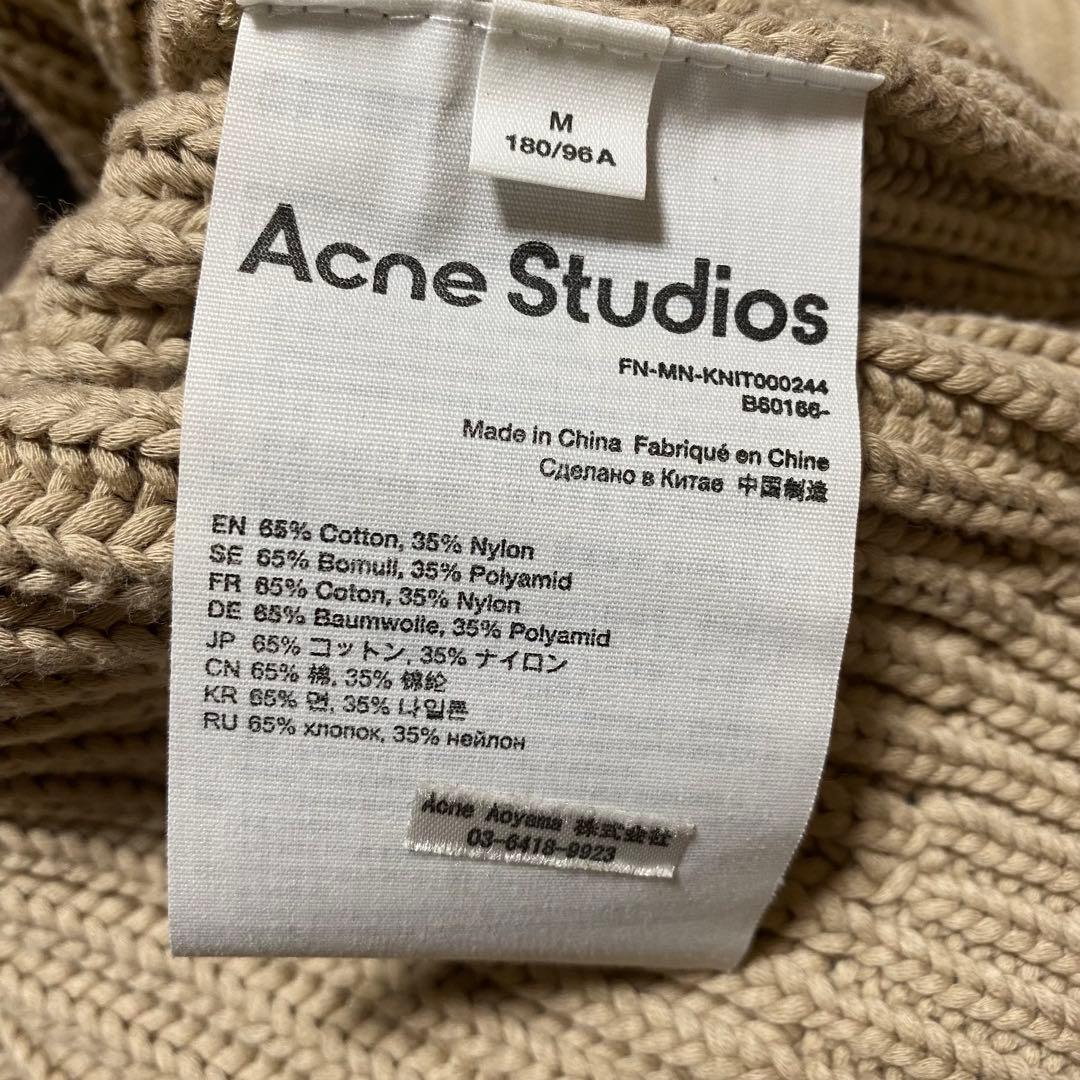 M
180/96 A
Acne Studios
FN-MN-KNIT000244
B60166-
Made in China Fabriqué en Chine
Сделано в Китае 中国制造
EN 65% Cotton, 35% Nylon
SE 65% Bomull, 35% Polyamid
FR 65% Coton, 35% Nylon
DE 65% Baumwolle, 35% Polyamid
JP 65% コットン, 35% ナイロン
CN 65% 棉, 35% 锦纶
KR 65% 면, 35% 나일론
RU 65% хлопок, 35% нейлон
Acne Aoyama 株式会社
03-6418-9923